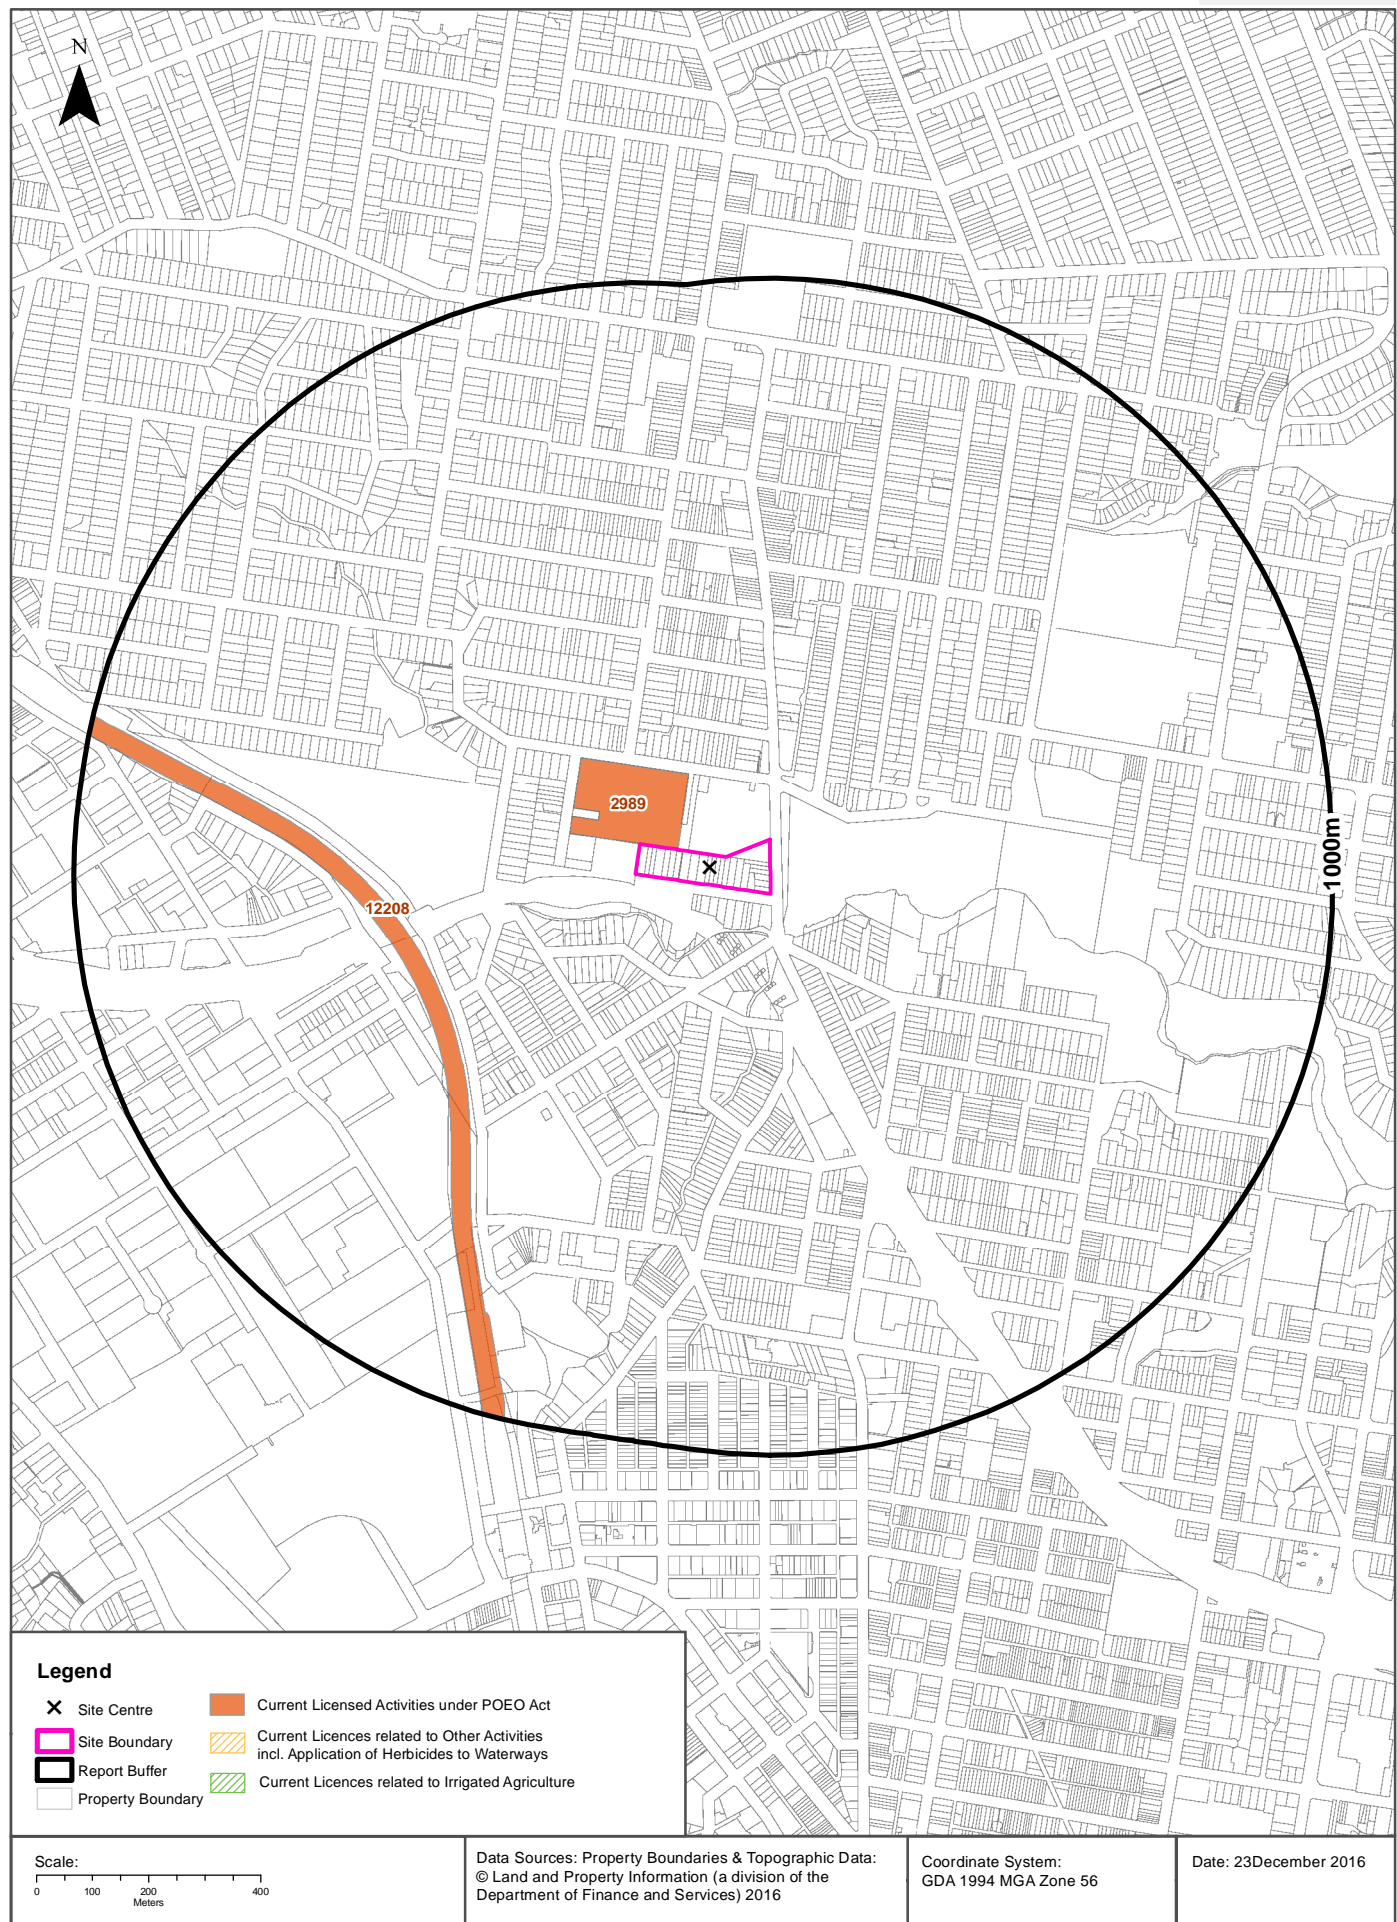 N
2989
12208
1000m
Legend
Site Centre
Site Boundary
Report Buffer
Property Boundary
Current Licensed Activities under POEO Act
Current Licences related to Other Activities
incl. Application of Herbicides to Waterways
Current Licences related to Irrigated Agriculture
Scale:
0 100 200 400
Meters
Data Sources: Property Boundaries & Topographic Data:
© Land and Property Information (a division of the
Department of Finance and Services) 2016
Coordinate System:
GDA 1994 MGA Zone 56
Date: 23December 2016